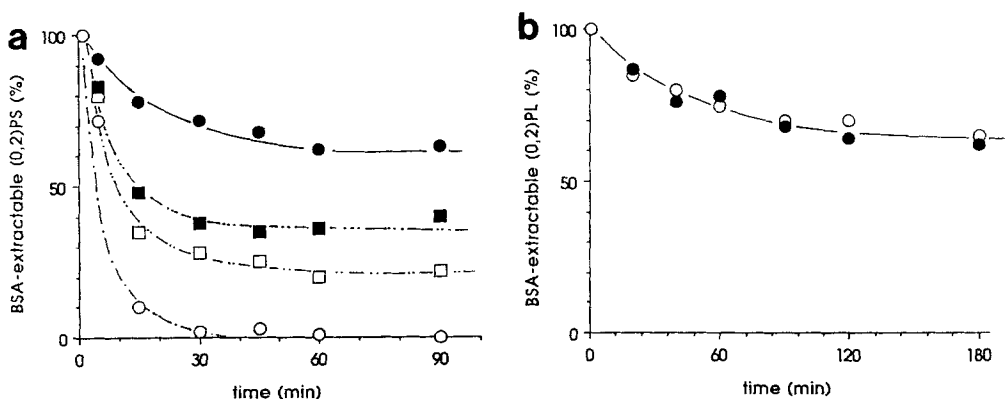 a
BSA-extractable (0,2)PS (%)
100
50
0
0 30 60 90
time (min)
b
BSA-extractable (0,2)PL (%)
100
50
0
0 60 120 180
time (min)